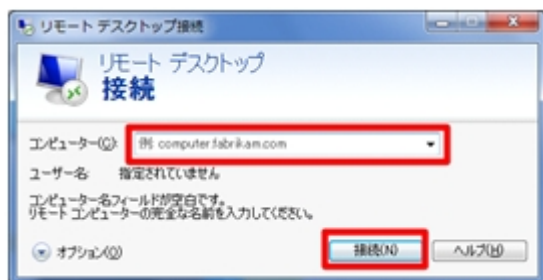 リモート デスクトップ接続
リモート デスクトップ
接続
コンピューター(C): 例: computer.fabrikam.com
ユーザー名: 指定されていません
コンピューター名フィールドが空白です。
リモート コンピューターの完全な名前を入力してください。
オプション(O) 接続(N) ヘルプ(H)